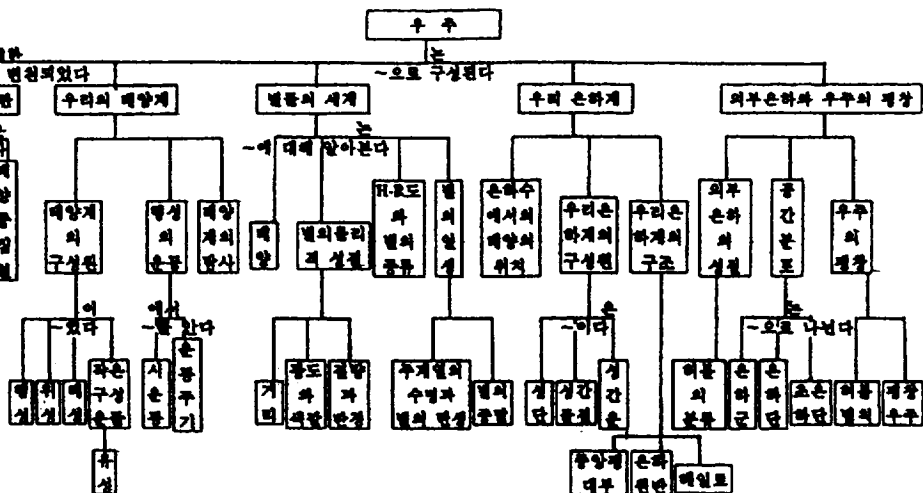 우 주
는
변천되었다
~으로 구성된다
우리의 태양계
별들의 세계
우리 은하계
외부은하와 우주의 팽창
는
~에 대해 알아본다
태양계
의
구성원
행성
의
운동
태양
계의
탐사
태
양
별의물리
적 성질
H-R도
와
별의
종류
별
의
일
생
은하수
에서의
태양의
위치
우리은
하계의
구성원
우리은
하계의
구조
외부
은하
의
성질
공
간
분
포
우주
의
팽창
이
~있다
에서
~를 안다
은
~이다
는
~으로 나뉜다
행
성
위
성
혜
성
작은
구성
원들
시
운
동
운
동
주
기
거
리
광도
와
색깔
질량
과
반경
주계열의
수명과
별의 탄생
별의
종말
성
단
성간
물질
성
간
운
허블
의
분류
은
하
군
은
하
단
초은
하단
허블
법의
팽창
우주
유
성
중앙팽
대부
은하
원반
헤일로